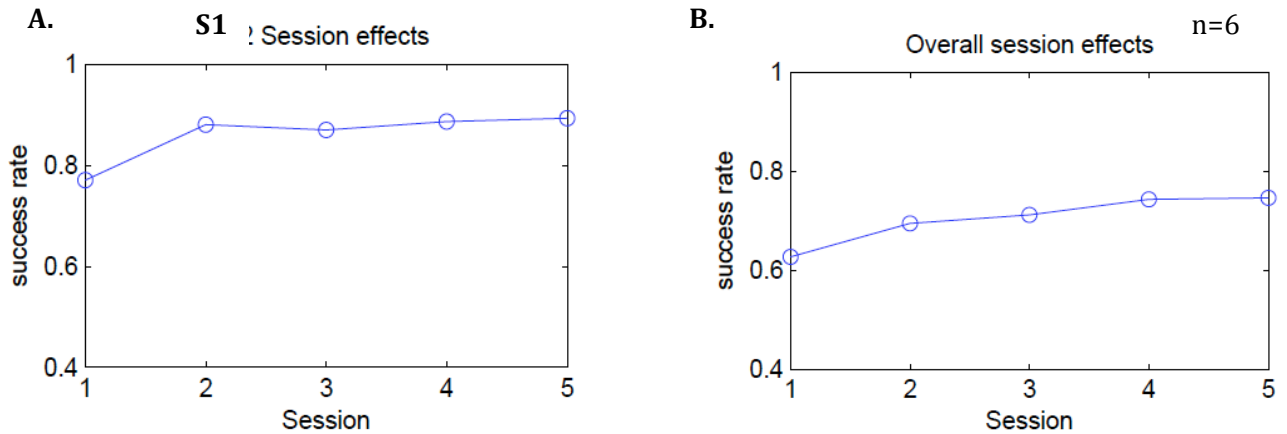 A.
S1
2 Session effects
1
0.8
0.6
0.4
success rate
1 2 3 4 5
Session
B.
n=6
Overall session effects
1
0.8
0.6
0.4
success rate
1 2 3 4 5
Session